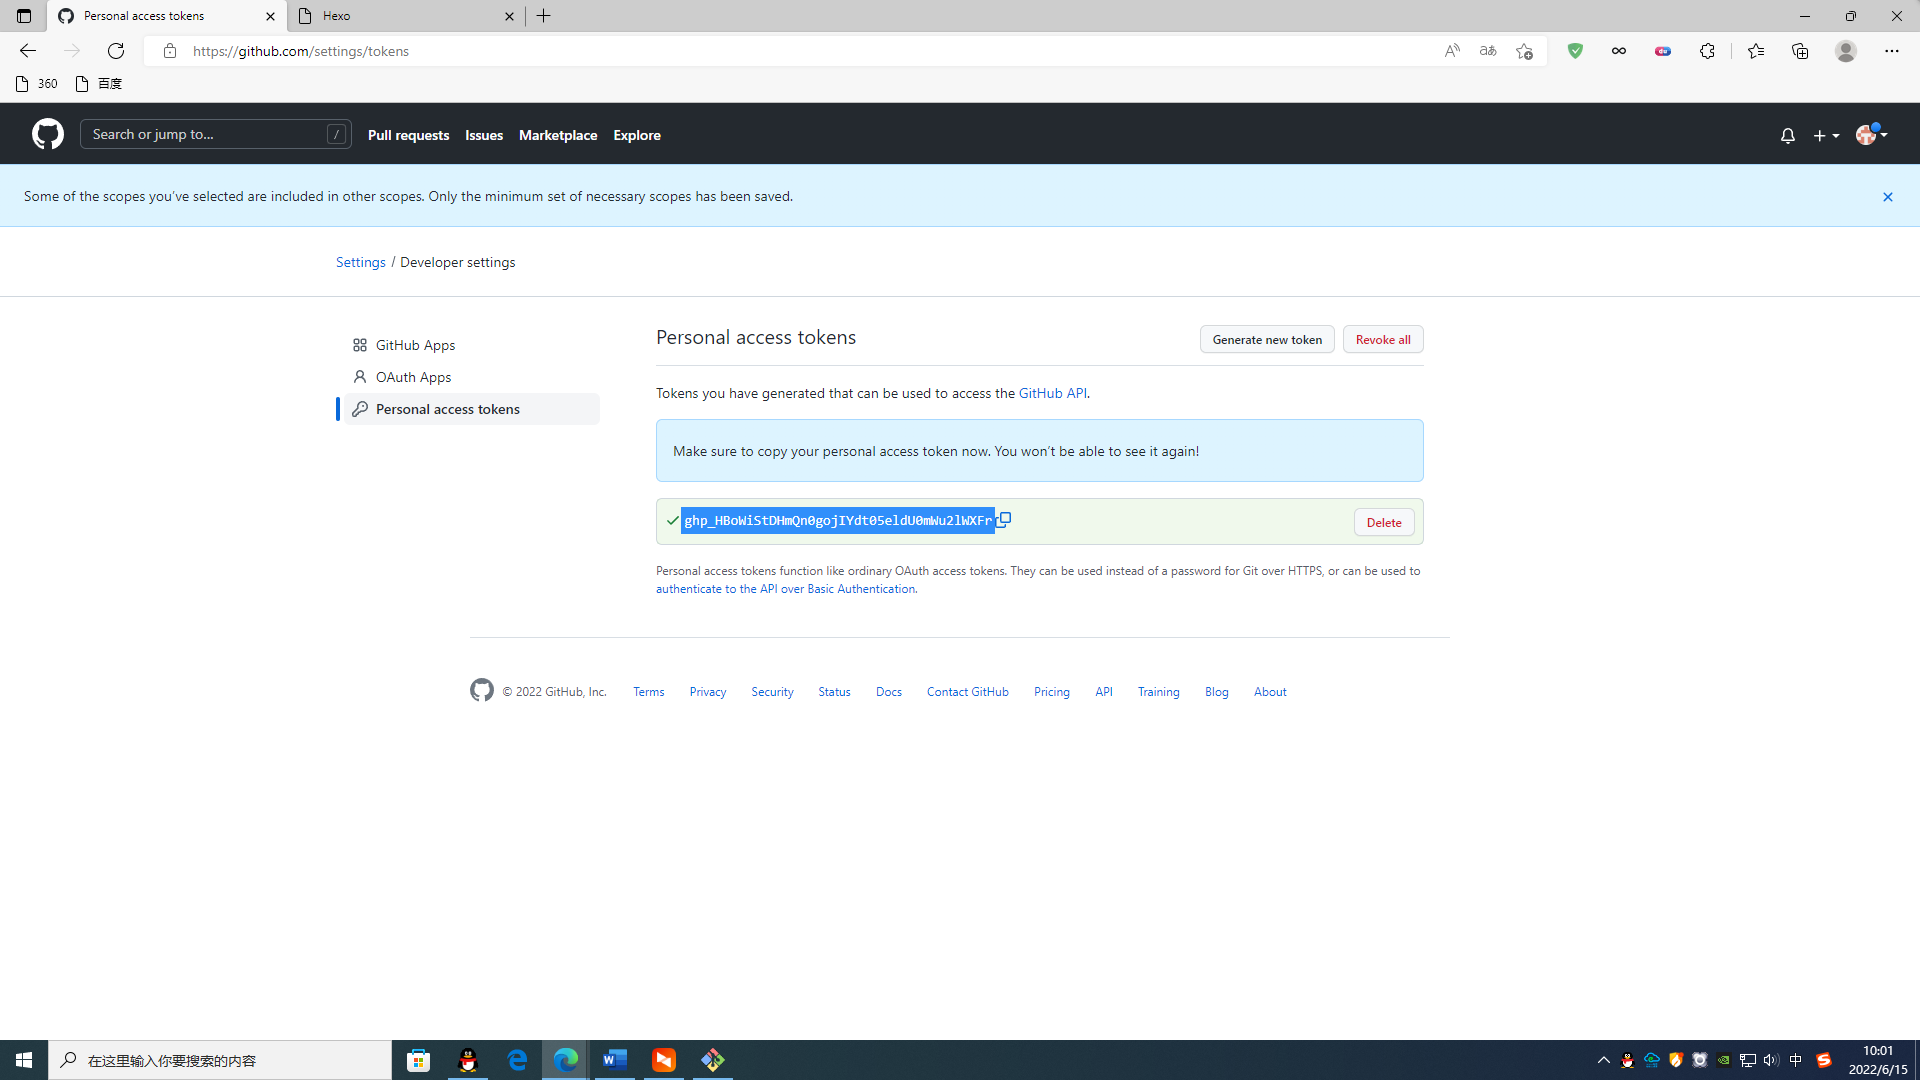 Personal access tokens
Hexo
https://github.com/settings/tokens
360
百度
Search or jump to...
/
Pull requests
Issues
Marketplace
Explore
Some of the scopes you've selected are included in other scopes. Only the minimum set of necessary scopes has been saved.
Settings / Developer settings
GitHub Apps
OAuth Apps
Personal access tokens
Personal access tokens
Generate new token
Revoke all
Tokens you have generated that can be used to access the GitHub API.
Make sure to copy your personal access token now. You won't be able to see it again!
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
Delete
Personal access tokens function like ordinary OAuth access tokens. They can be used instead of a password for Git over HTTPS, or can be used to
authenticate to the API over Basic Authentication.
© 2022 GitHub, Inc.
Terms
Privacy
Security
Status
Docs
Contact GitHub
Pricing
API
Training
Blog
About
在这里输入你要搜索的内容
中
10:01
2022/6/15